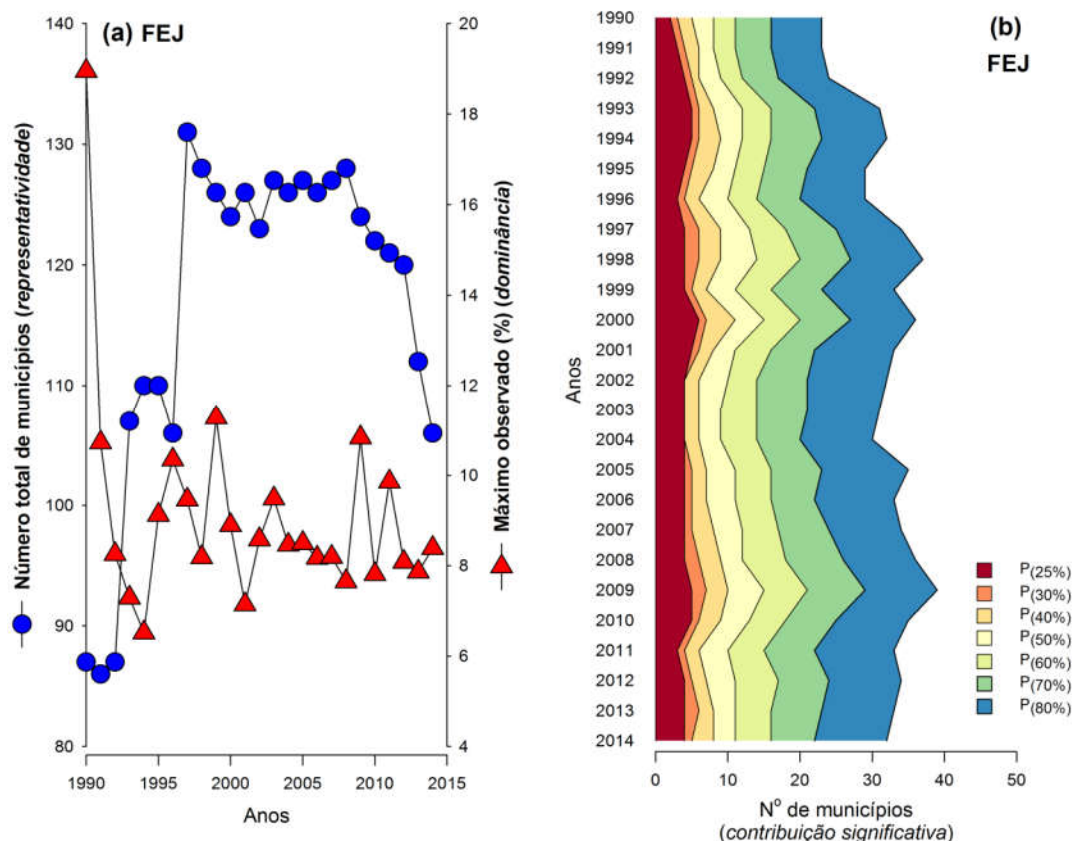 (a) FEJ
Número total de municípios (representatividade)
140
130
120
110
100
90
80
20
18
16
14
12
10
8
6
4
Máximo observado (%) (dominância)
1990 1995 2000 2005 2010 2015
Anos
(b)
FEJ
Anos
1990
1991
1992
1993
1994
1995
1996
1997
1998
1999
2000
2001
2002
2003
2004
2005
2006
2007
2008
2009
2010
2011
2012
2013
2014
P(25%)
P(30%)
P(40%)
P(50%)
P(60%)
P(70%)
P(80%)
0 10 20 30 40 50
Nº de municípios
(contribuição significativa)